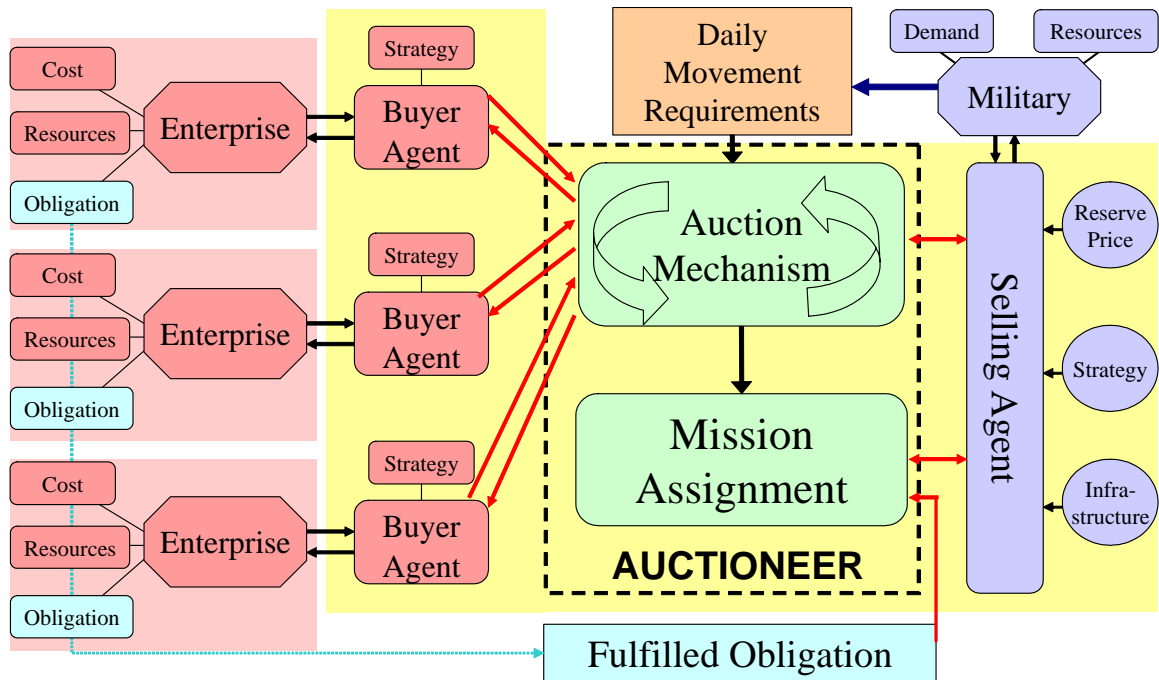 Cost
Resources
Obligation
Enterprise
Strategy
Buyer
Agent
Cost
Resources
Obligation
Enterprise
Strategy
Buyer
Agent
Cost
Resources
Obligation
Enterprise
Strategy
Buyer
Agent
Daily
Movement
Requirements
Auction
Mechanism
Mission
Assignment
AUCTIONEER
Fulfilled Obligation
Demand
Resources
Military
Selling Agent
Reserve
Price
Strategy
Infra-
structure